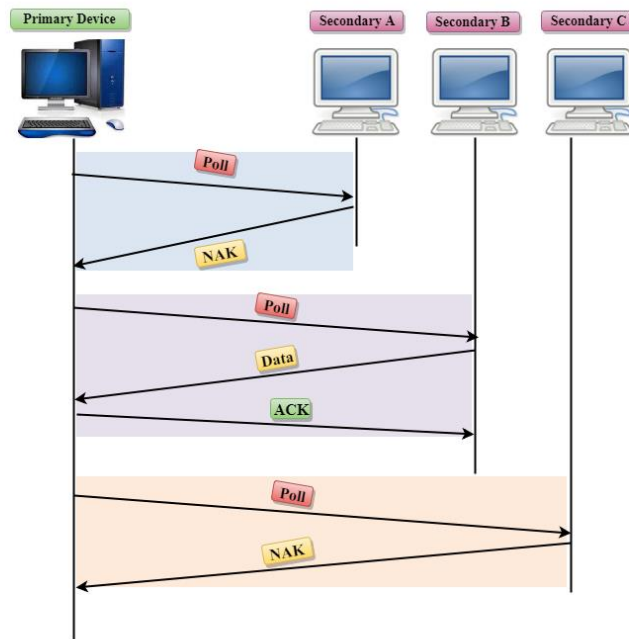 Primary Device
Secondary A
Secondary B
Secondary C
Poll
NAK
Poll
Data
ACK
Poll
NAK